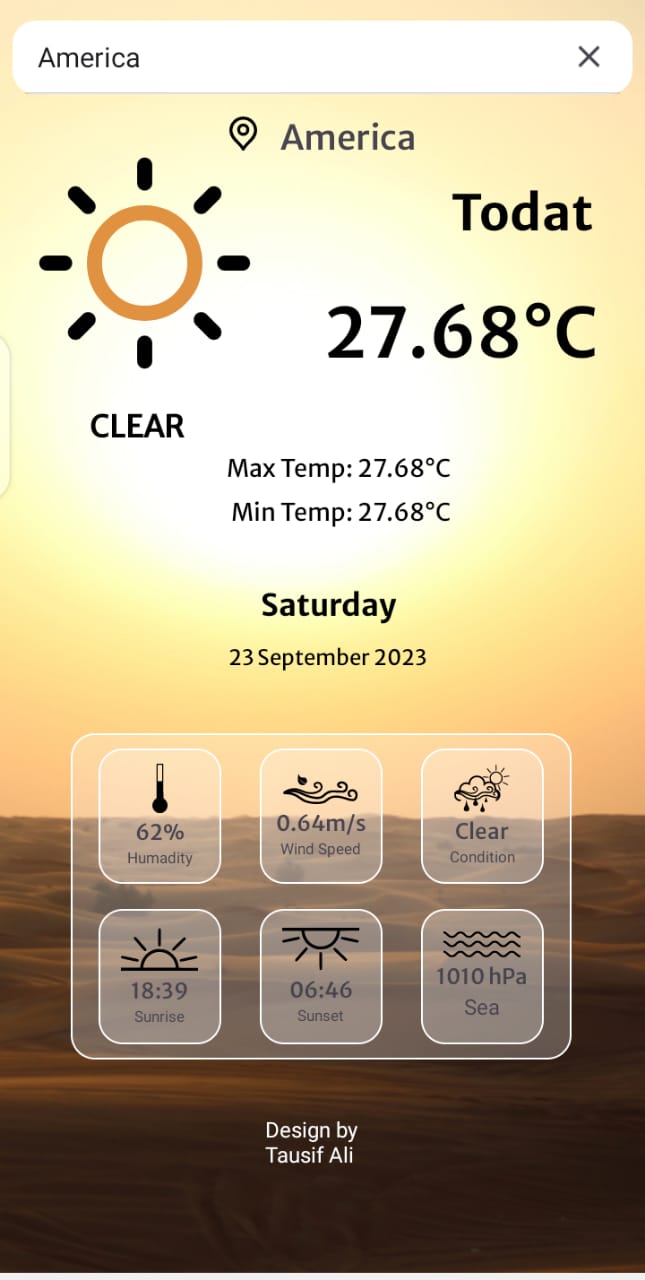 America
America
Todat
27.68°C
CLEAR
Max Temp: 27.68°C
Min Temp: 27.68°C
Saturday
23 September 2023
62%
Humadity
0.64m/s
Wind Speed
Clear
Condition
18:39
Sunrise
06:46
Sunset
1010 hPa
Sea
Design by
Tausif Ali